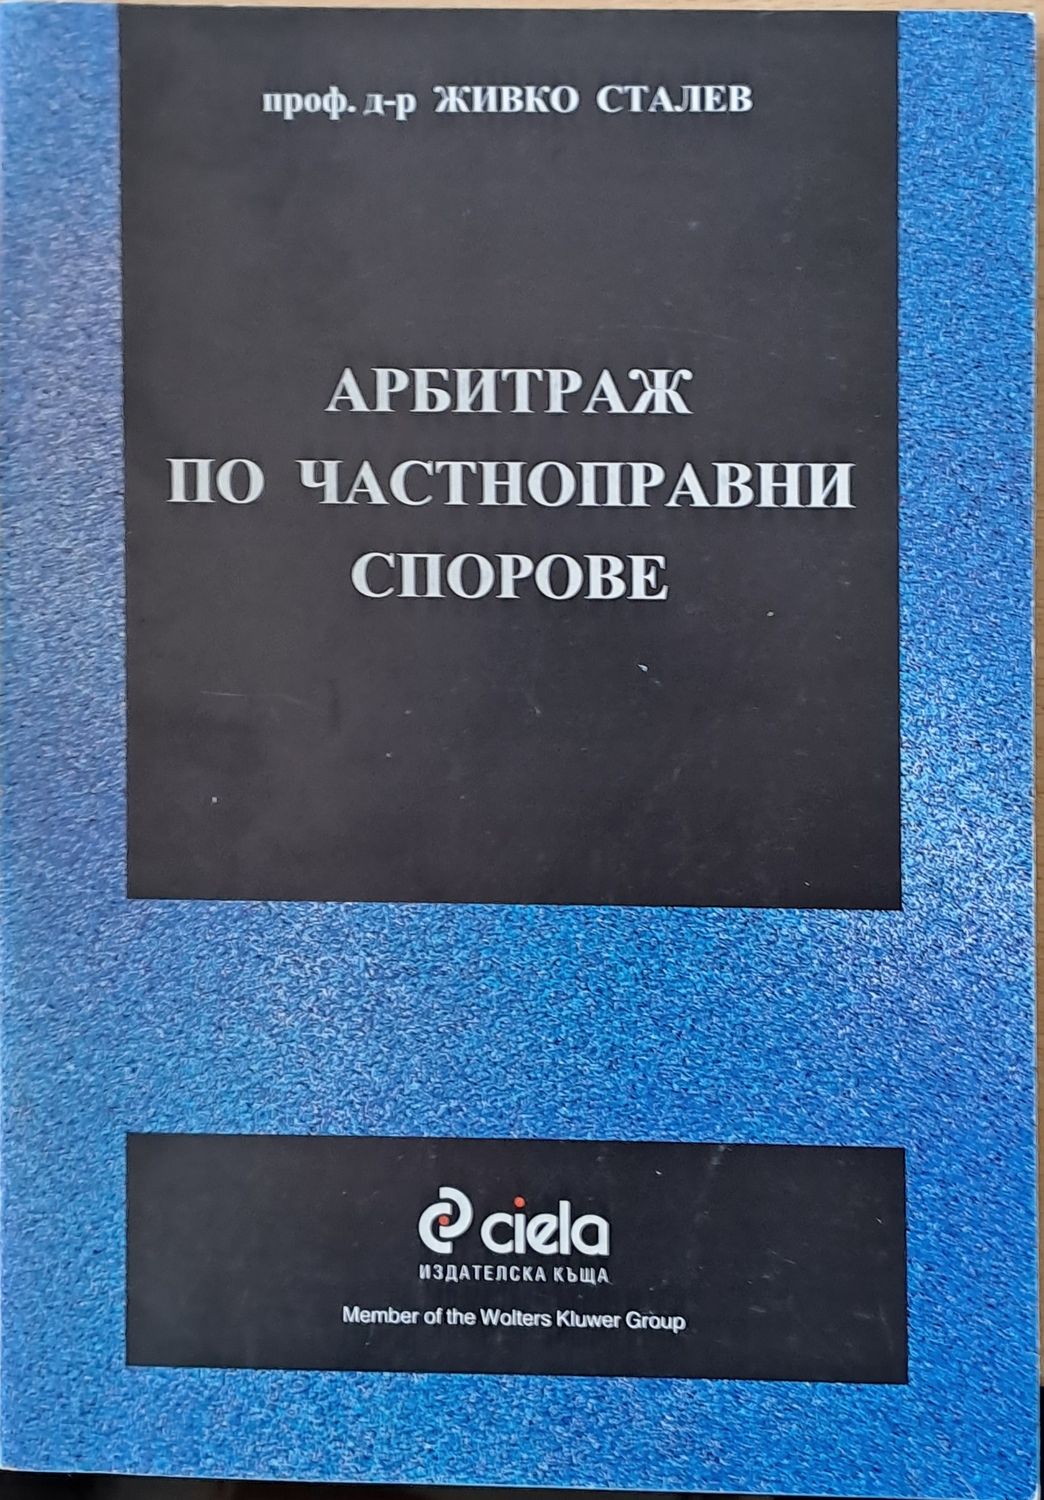 проф. д-р ЖИВКО СТАЛЕВ
АРБИТРАЖ
ПО ЧАСТНОПРАВНИ
СПОРОВЕ
ciela
ИЗДАТЕЛСКА КЪЩА
Member of the Wolters Kluwer Group